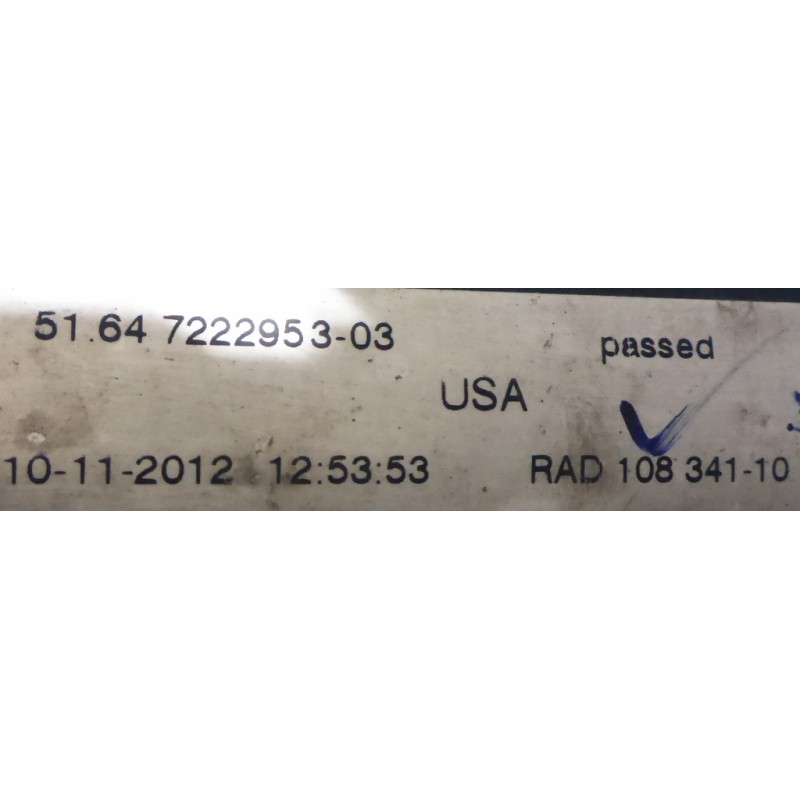 51.64 7222953-03
passed
USA
10-11-2012 12:53:53
RAD 108 341-10